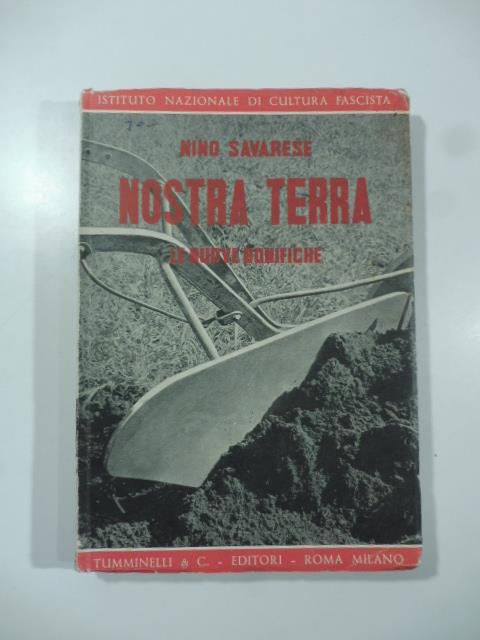 ISTITUTO NAZIONALE DI CULTURA FASCISTA
NINO SAVARESE
NOSTRA TERRA
LE NUOVE BONIFICHE
TUMMINELLI & C. - EDITORI - ROMA MILANO